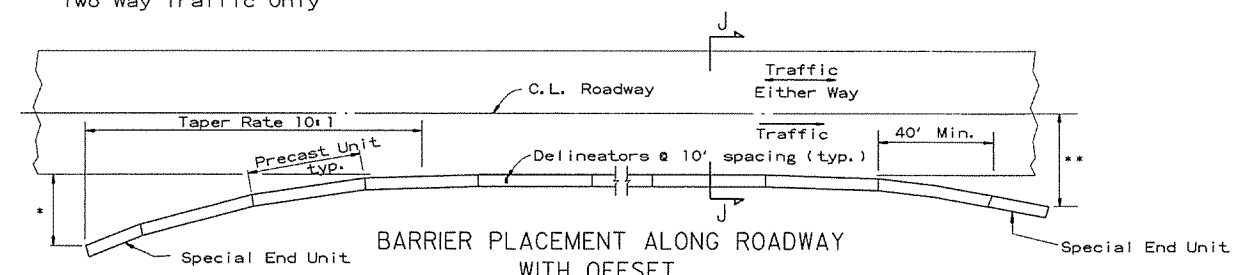 Two Way Traffic Only
J
Traffic
Either Way
C.L. Roadway
Taper Rate 10:1
Traffic
40' Min.
Precast Unit
typ.
Delineators @ 10' spacing (typ.)
*
**
J
Special End Unit
BARRIER PLACEMENT ALONG ROADWAY
WITH OFFSET
Special End Unit